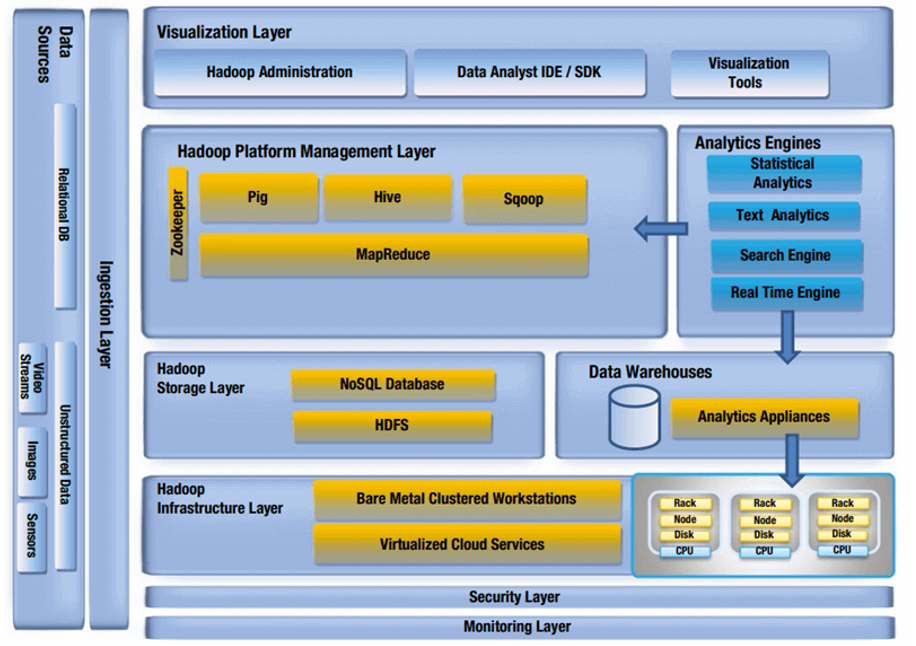 Data
Sources
Relational DB
Unstructured Data
Video
Streams
Images
Sensors
Ingestion Layer
Visualization Layer
Hadoop Administration
Data Analyst IDE / SDK
Visualization
Tools
Hadoop Platform Management Layer
Zookeeper
Pig
Hive
Sqoop
MapReduce
Analytics Engines
Statistical
Analytics
Text Analytics
Search Engine
Real Time Engine
Hadoop
Storage Layer
NoSQL Database
HDFS
Data Warehouses
Analytics Appliances
Hadoop
Infrastructure Layer
Bare Metal Clustered Workstations
Virtualized Cloud Services
Rack
Node
Disk
CPU
Rack
Node
Disk
CPU
Rack
Node
Disk
CPU
Security Layer
Monitoring Layer